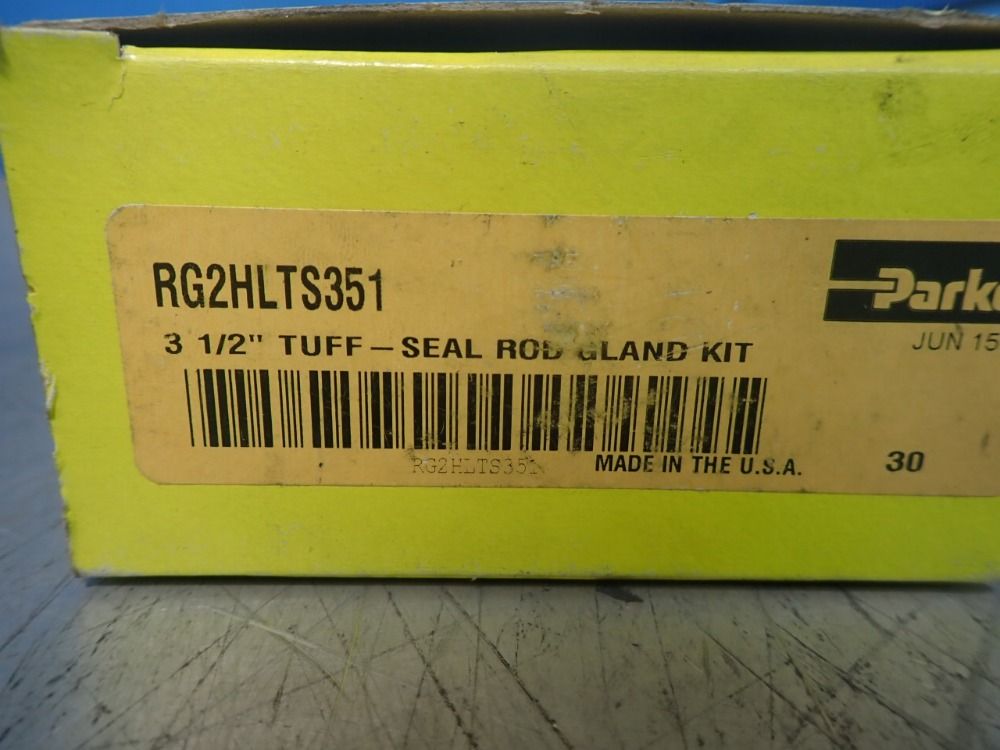 RG2HLTS351
Parke
3 1/2" TUFF-SEAL ROD GLAND KIT
JUN 15
RG2HLTS351
MADE IN THE U.S.A.
30